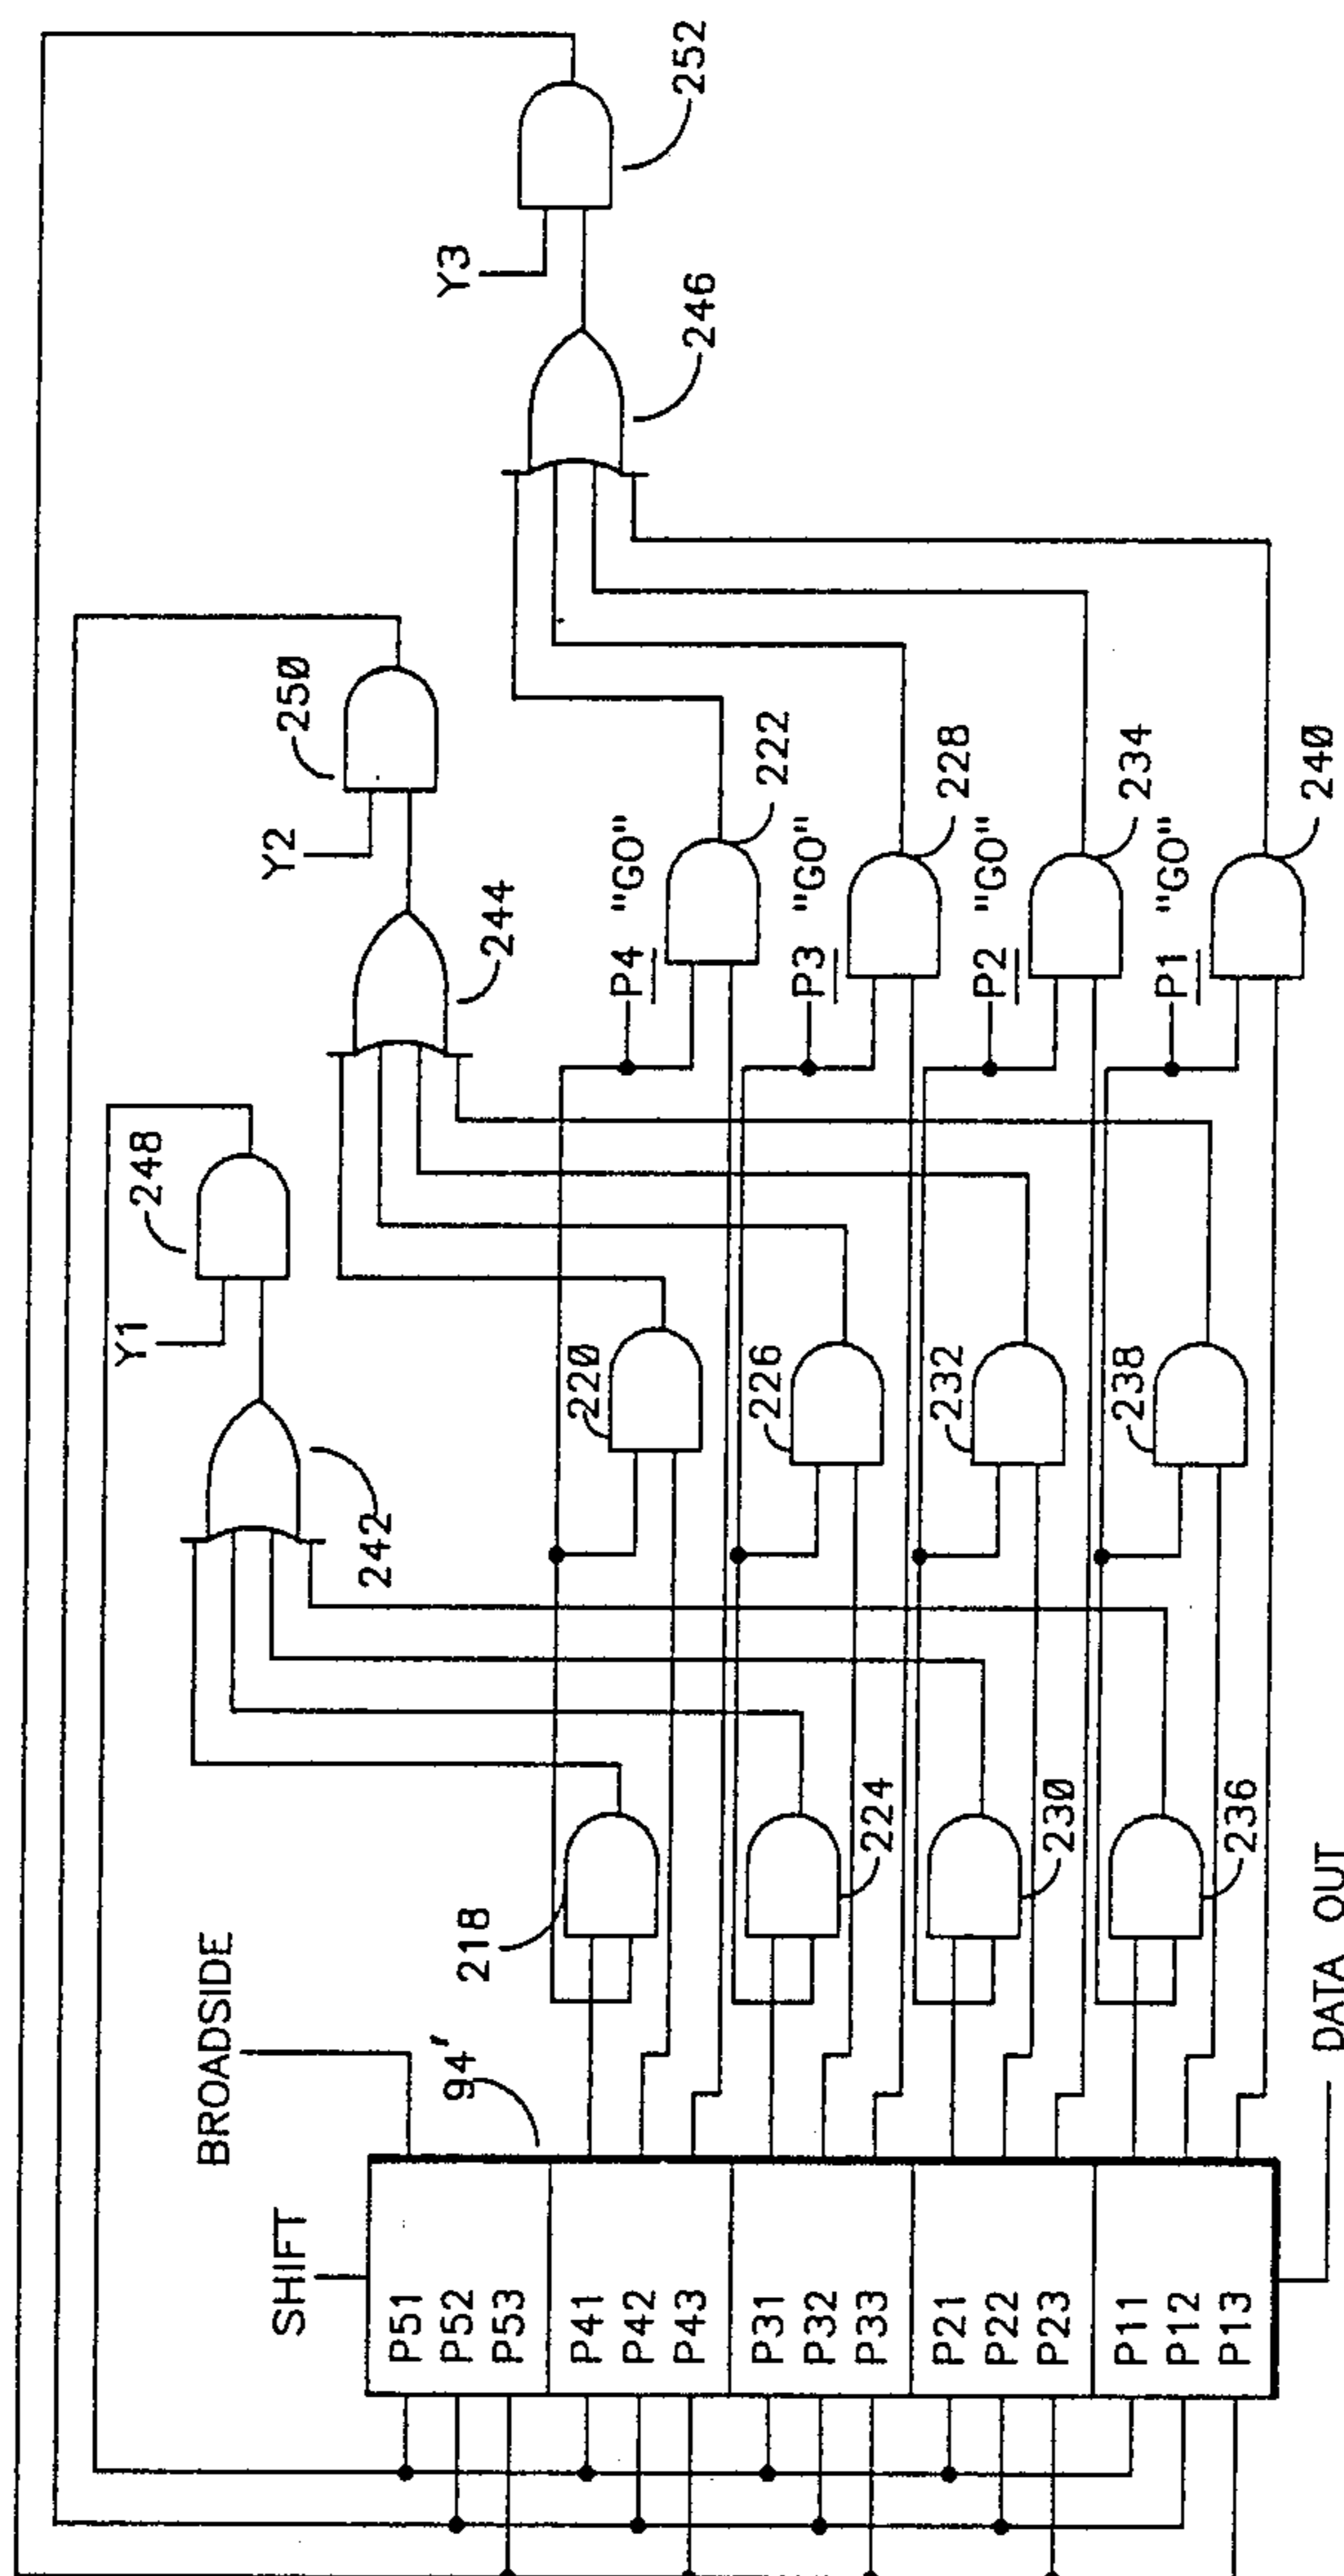 252
Y3
246
250
Y2
244
P4 "GO"
222
P3 "GO"
228
P2 "GO"
234
P1 "GO"
240
248
Y1
242
220
226
232
238
218
224
230
236
BROADSIDE
94'
SHIFT
DATA OUT
P51
P52
P53
P41
P42
P43
P31
P32
P33
P21
P22
P23
P11
P12
P13